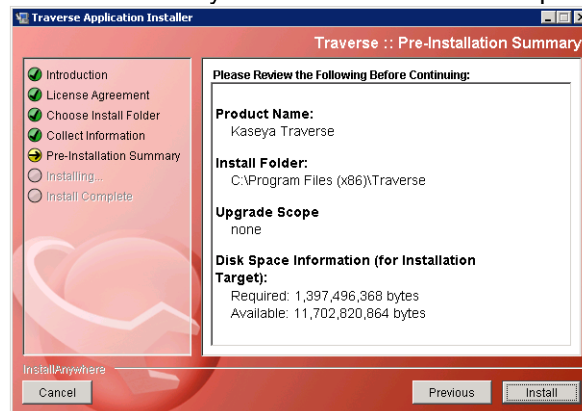 Traverse Application Installer
Traverse :: Pre-Installation Summary
Introduction
License Agreement
Choose Install Folder
Collect Information
Pre-Installation Summary
Installing...
Install Complete
Please Review the Following Before Continuing:
Product Name:
Kaseya Traverse
Install Folder:
C:\Program Files (x86)\Traverse
Upgrade Scope
none
Disk Space Information (for Installation
Target):
Required: 1,397,496,368 bytes
Available: 11,702,820,864 bytes
InstallAnywhere
Cancel
Previous
Install